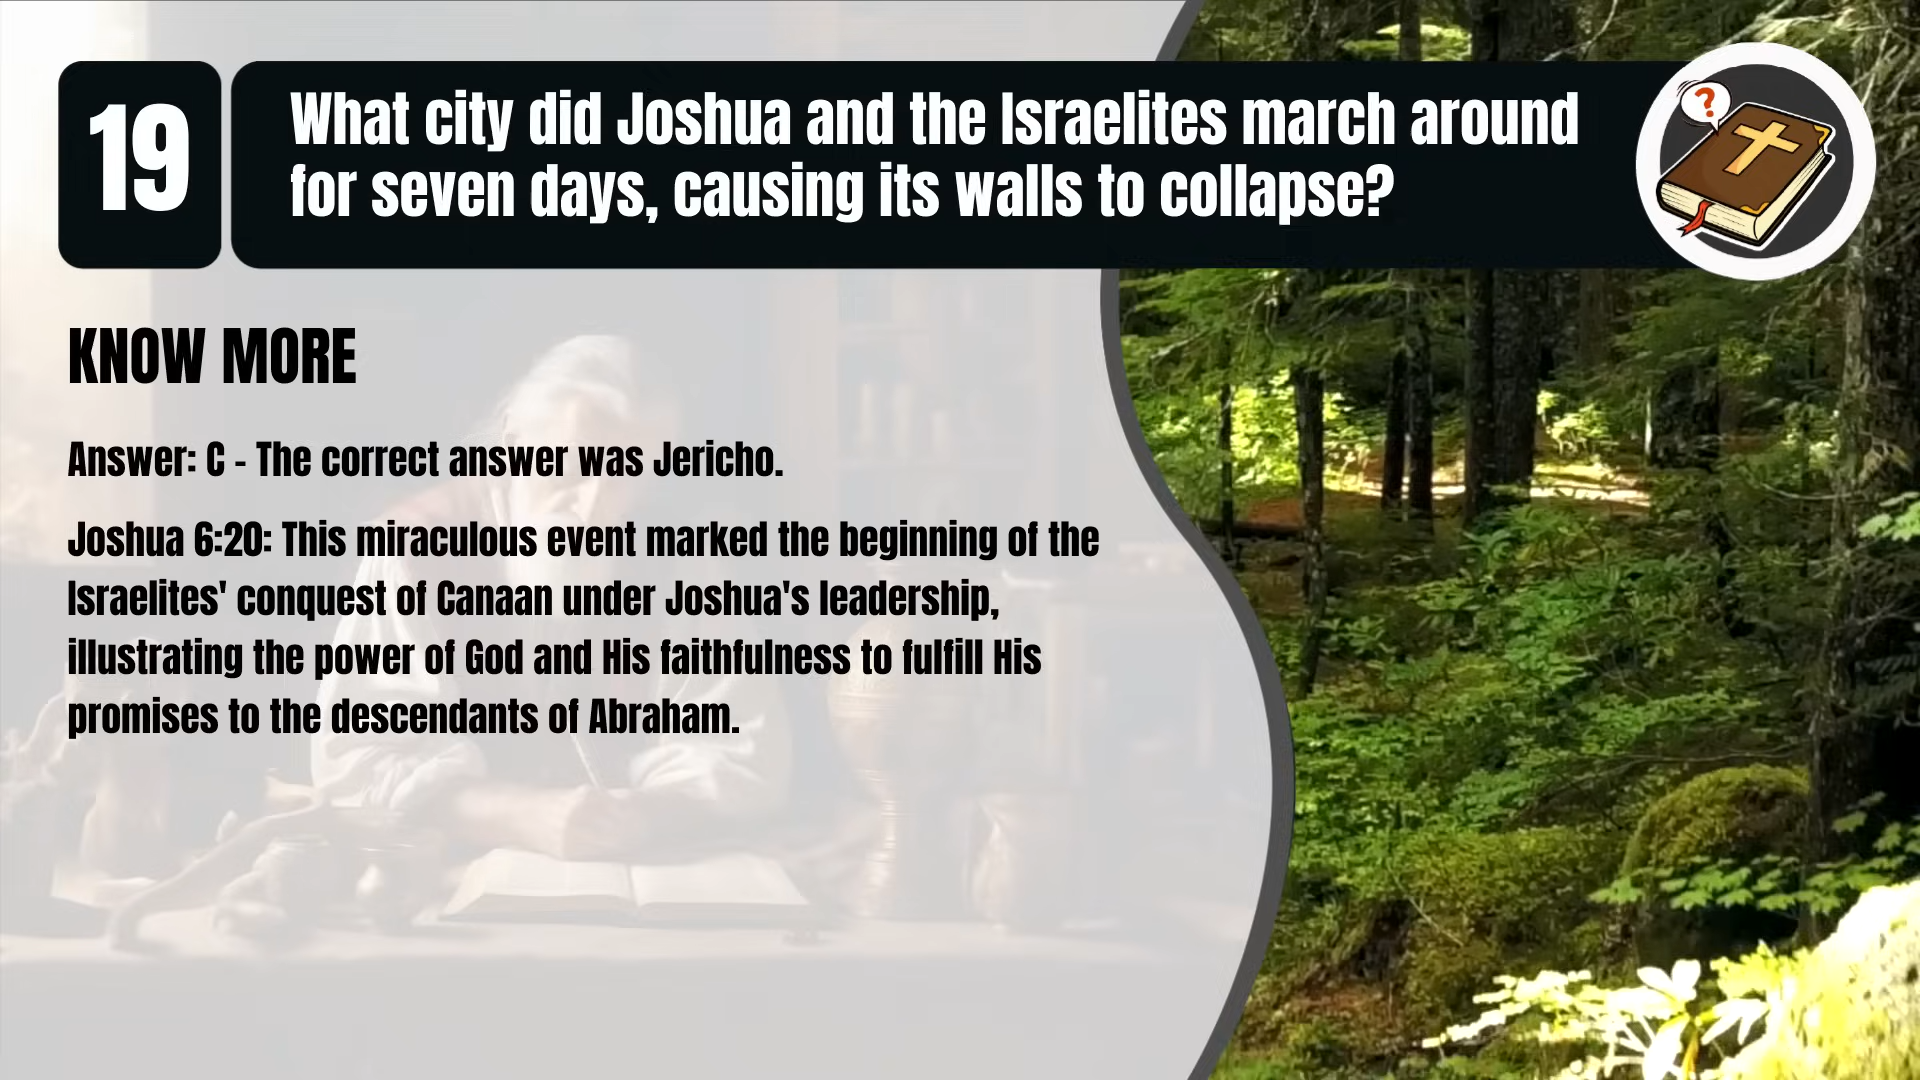 19
What city did Joshua and the Israelites march around
for seven days, causing its walls to collapse?
?
KNOW MORE
Answer: C - The correct answer was Jericho.
Joshua 6:20: This miraculous event marked the beginning of the
Israelites' conquest of Canaan under Joshua's leadership,
illustrating the power of God and His faithfulness to fulfill His
promises to the descendants of Abraham.